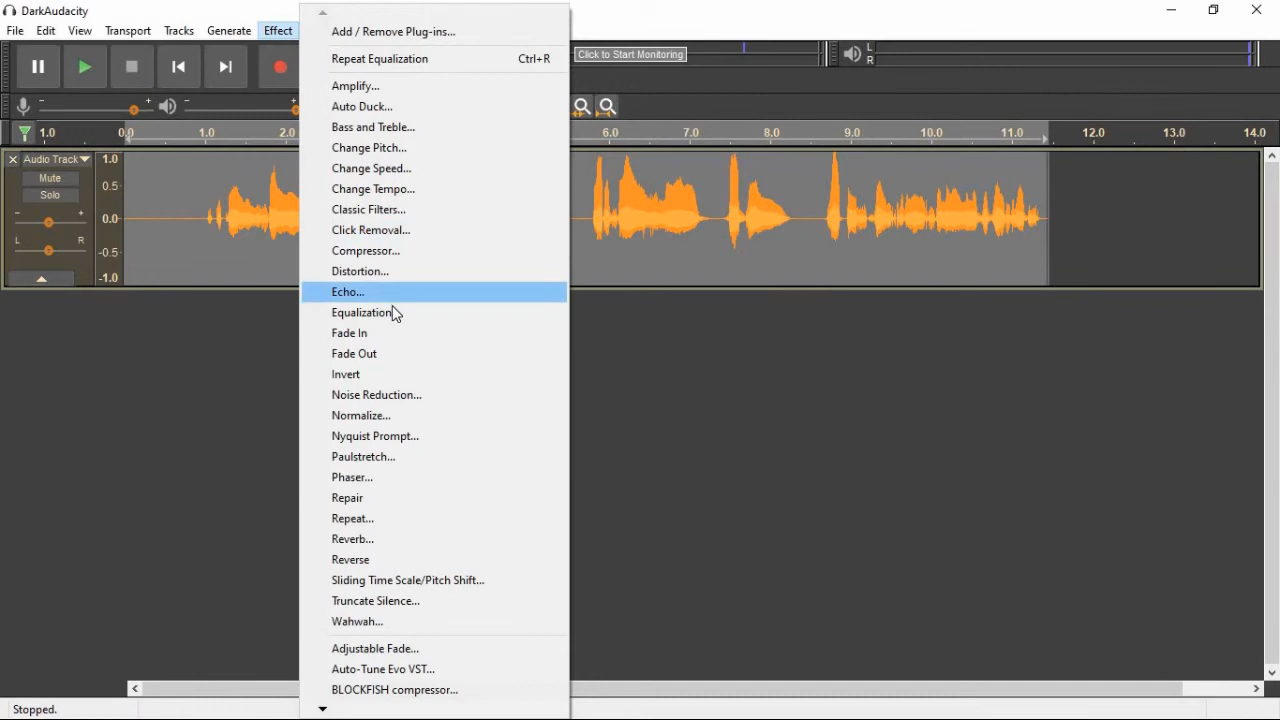 DarkAudacity
File Edit View Transport Tracks Generate Effect
Add / Remove Plug-ins...
Repeat Equalization Ctrl+R
Amplify...
Auto Duck...
Bass and Treble...
Change Pitch...
Change Speed...
Change Tempo...
Classic Filters...
Click Removal...
Compressor...
Distortion...
Echo...
Equalization
Fade In
Fade Out
Invert
Noise Reduction...
Normalize...
Nyquist Prompt...
Paulstretch...
Phaser...
Repair
Repeat...
Reverb...
Reverse
Sliding Time Scale/Pitch Shift...
Truncate Silence...
Wahwah...
Adjustable Fade...
Auto-Tune Evo VST...
BLOCKFISH compressor...
Click to Start Monitoring
L
R
- + -
1.0 0.0 1.0 2.0 6.0 7.0 8.0 9.0 10.0 11.0 12.0 13.0 14.0
Audio Track
Mute
Solo
- +
L R
1.0
0.5
0.0
-0.5
-1.0
Stopped.